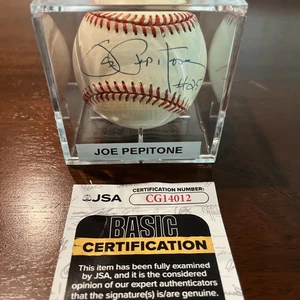 Joe Pepitone
#25
JOE PEPITONE
JSA
CERTIFICATION NUMBER:
CG14012
BASIC
CERTIFICATION
This item has been fully examined
by JSA, and it is the considered
opinion of our expert authenticators
that the signature(s) is/are genuine.